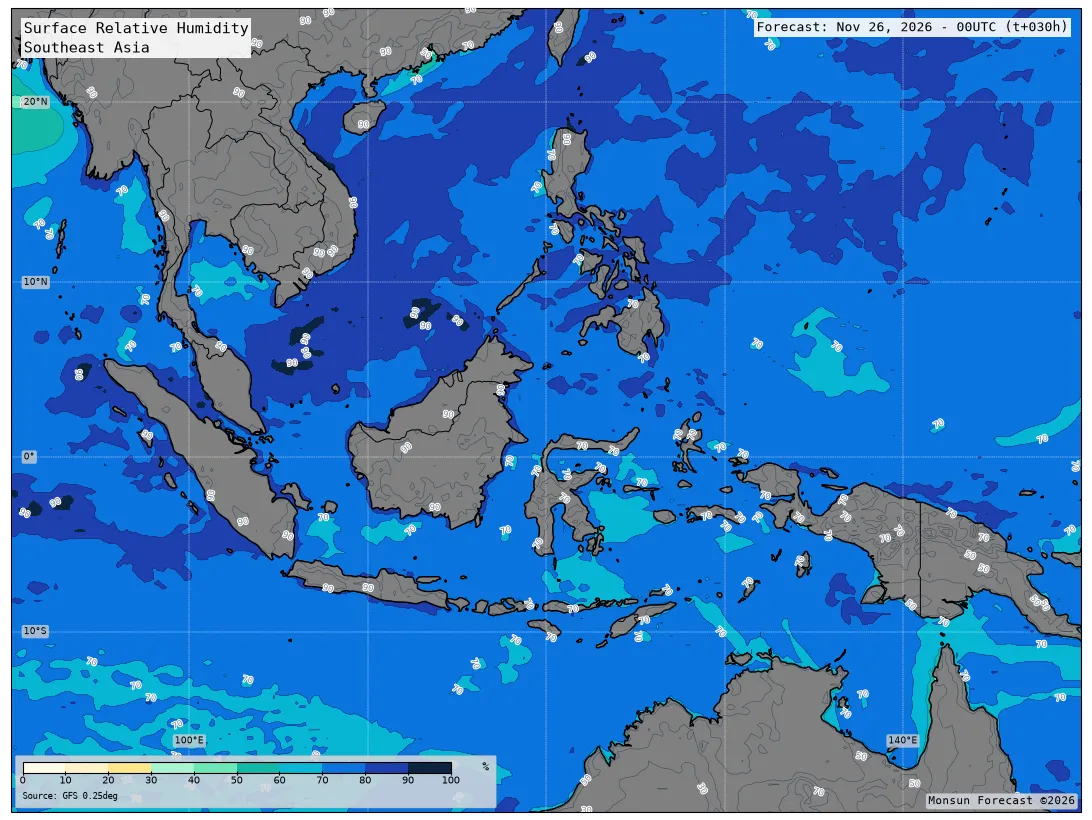 Surface Relative Humidity
Southeast Asia
Forecast: Nov 26, 2026 - 00UTC (t+030h)
20°N
10°N
0°
10°S
100°E
140°E
%
0 10 20 30 40 50 60 70 80 90 100
Source: GFS 0.25deg
Monsun Forecast ©2026